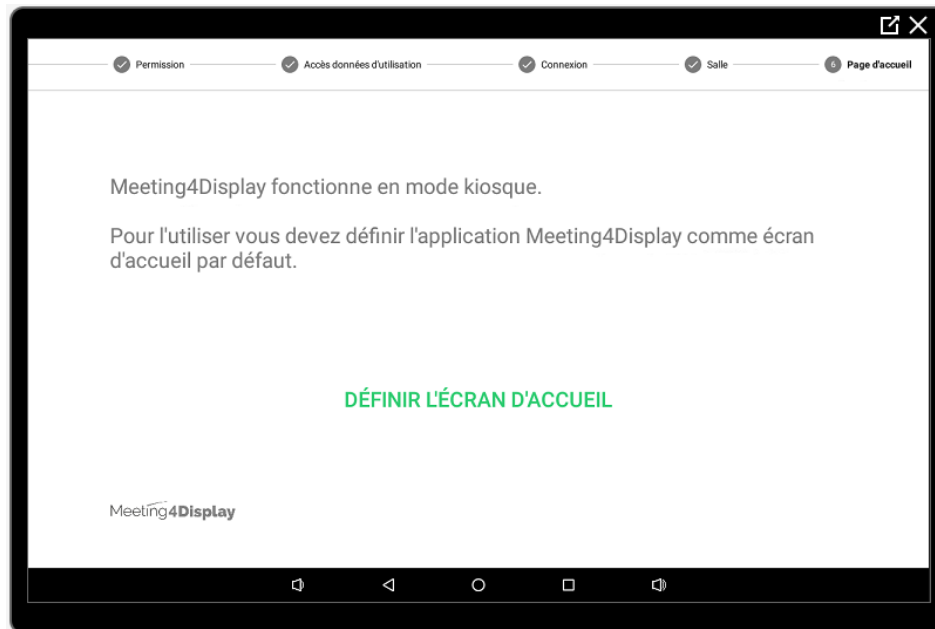 Permission
Accès données d'utilisation
Connexion
Salle
6 Page d'accueil
Meeting4Display fonctionne en mode kiosque.
Pour l'utiliser vous devez définir l'application Meeting4Display comme écran
d'accueil par défaut.
DÉFINIR L'ÉCRAN D'ACCUEIL
Meeting4Display